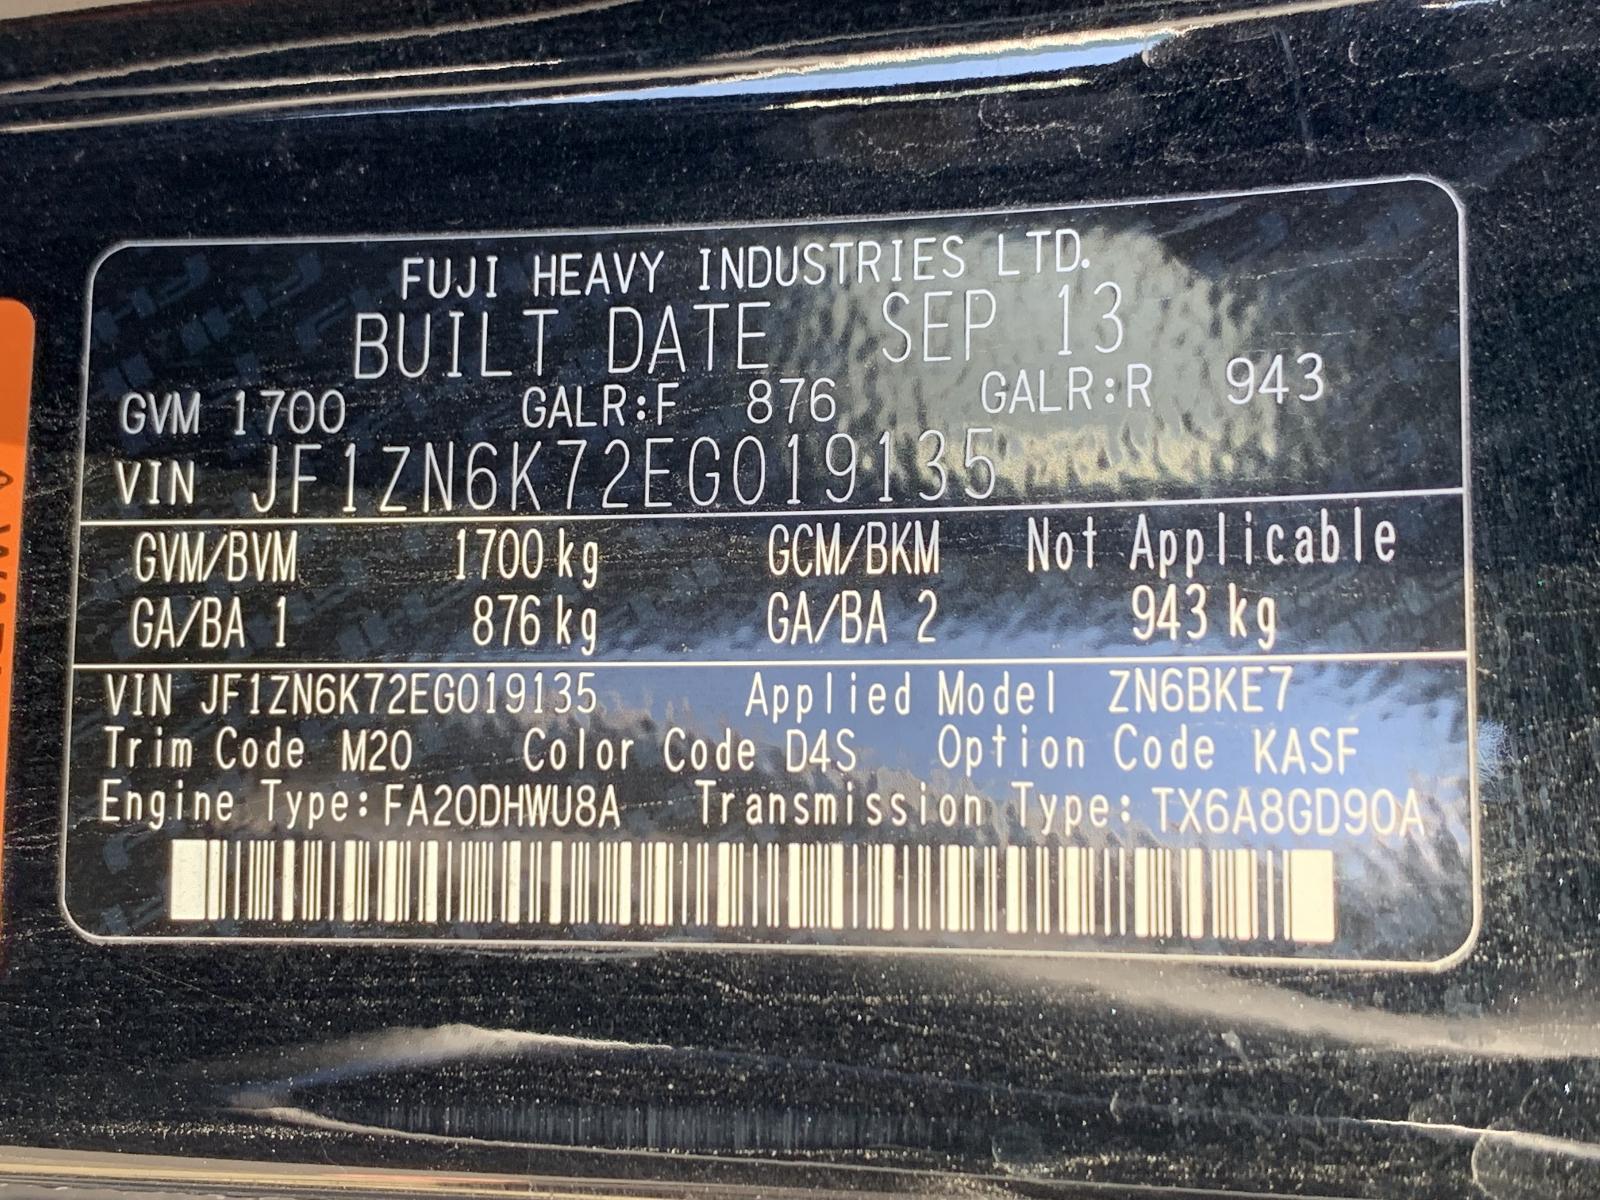 FUJI HEAVY INDUSTRIES LTD.
BUILT DATE SEP 13
GVM 1700 GALR:F 876 GALR:R 943
VIN JF1ZN6K72EG019135
GVM/BVM 1700 kg GCM/BKM Not Applicable
GA/BA 1 876 kg GA/BA 2 943 kg
VIN JF1ZN6K72EG019135 Applied Model ZN6BKE7
Trim Code M20 Color Code D4S Option Code KASF
Engine Type:FA20DHWU8A Transmission Type:TX6A8GD90A